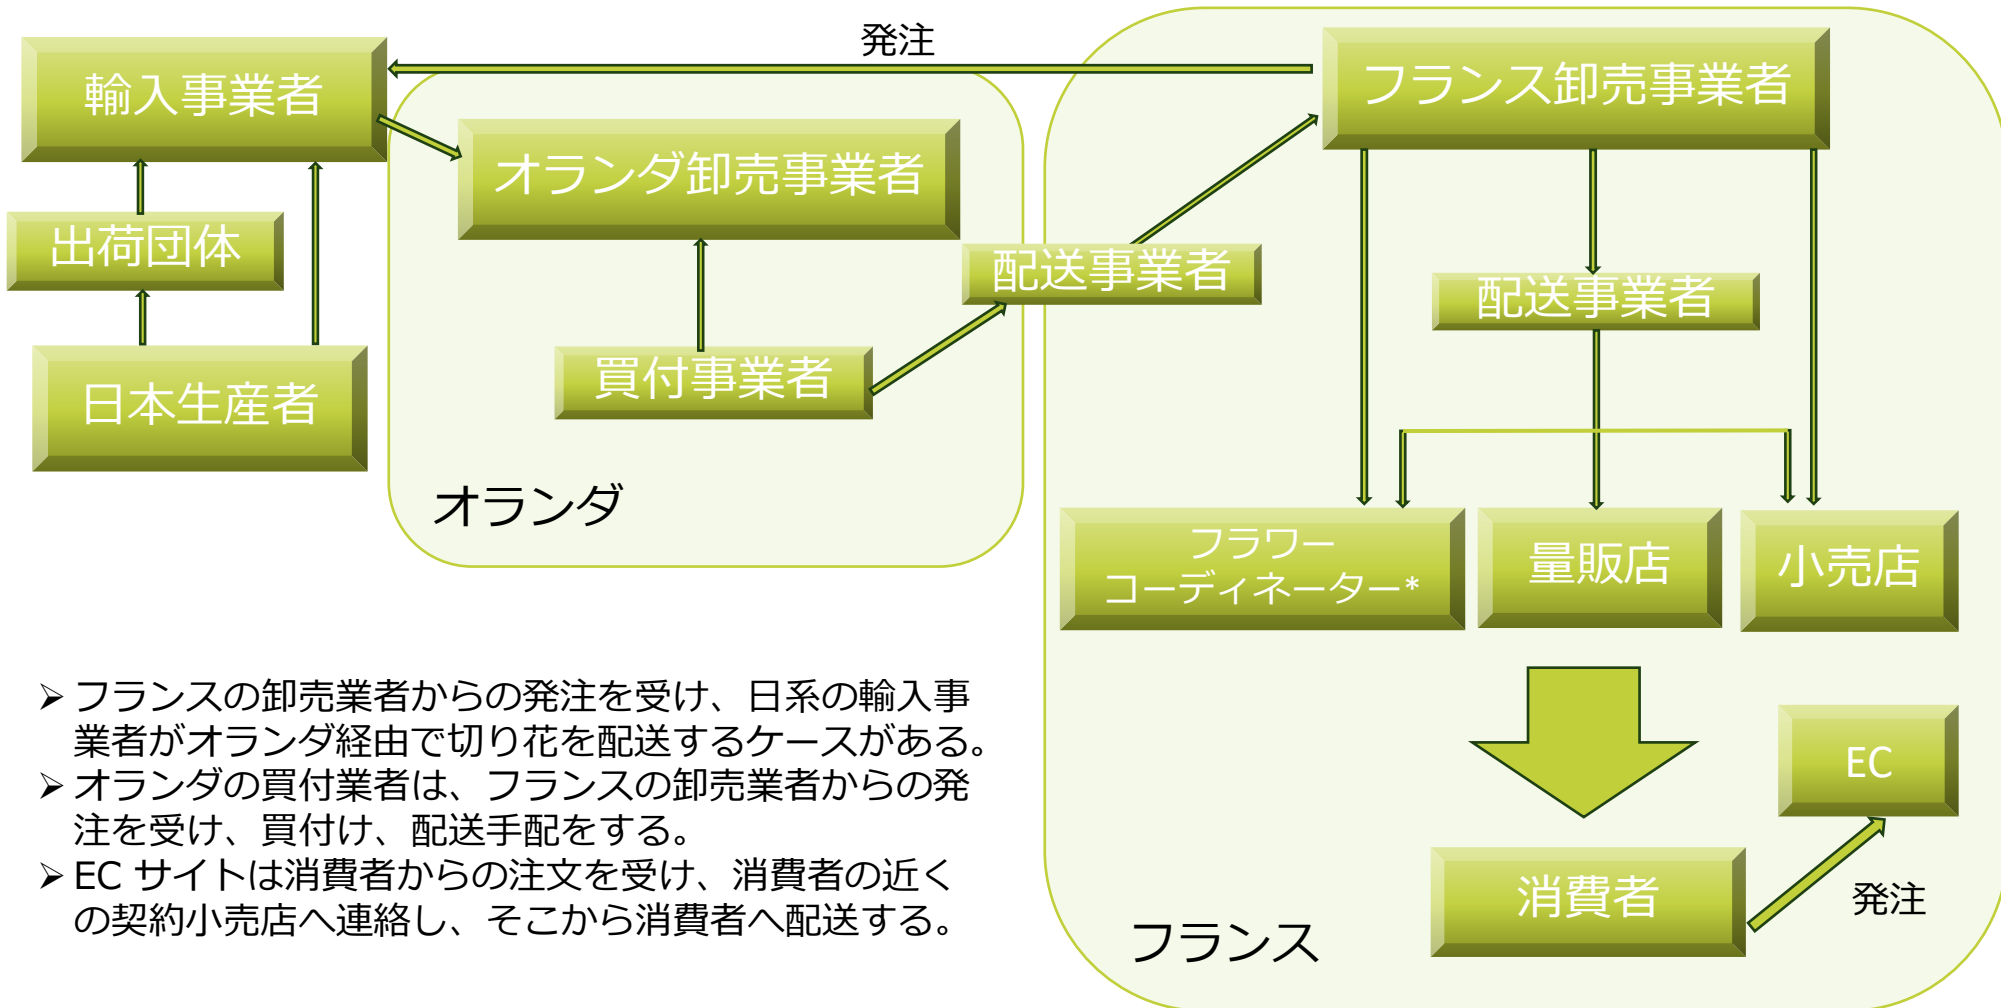 発注
輸入事業者
フランス卸売事業者
オランダ卸売事業者
出荷団体
配送事業者
配送事業者
買付事業者
日本生産者
オランダ
フラワー
コーディネーター*
量販店
小売店
➢ フランスの卸売業者からの発注を受け、日系の輸入事
業者がオランダ経由で切り花を配送するケースがある。
➢ オランダの買付業者は、フランスの卸売業者からの発
注を受け、買付け、配送手配をする。
➢ EC サイトは消費者からの注文を受け、消費者の近く
の契約小売店へ連絡し、そこから消費者へ配送する。
EC
消費者
発注
フランス